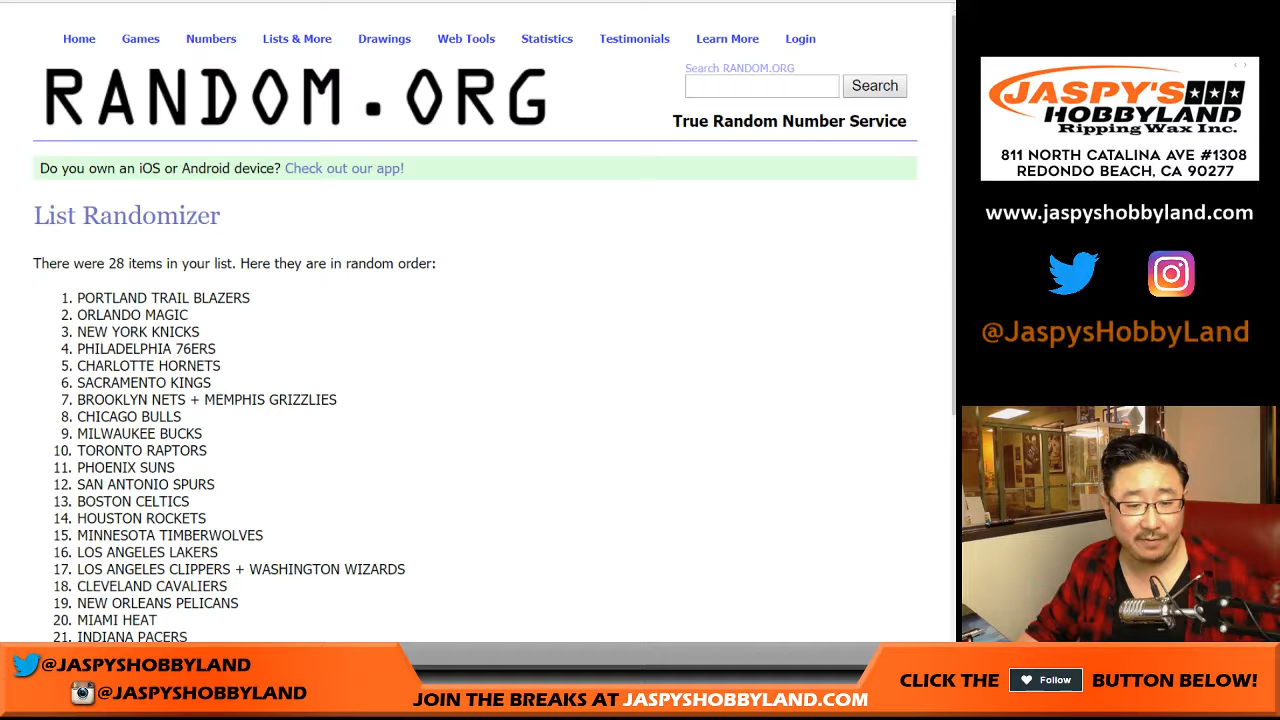 Home Games Numbers Lists & More Drawings Web Tools Statistics Testimonials Learn More Login
RANDOM.ORG
Search RANDOM.ORG
Search
True Random Number Service
Do you own an iOS or Android device? Check out our app!
List Randomizer
There were 28 items in your list. Here they are in random order:
1. PORTLAND TRAIL BLAZERS
2. ORLANDO MAGIC
3. NEW YORK KNICKS
4. PHILADELPHIA 76ERS
5. CHARLOTTE HORNETS
6. SACRAMENTO KINGS
7. BROOKLYN NETS + MEMPHIS GRIZZLIES
8. CHICAGO BULLS
9. MILWAUKEE BUCKS
10. TORONTO RAPTORS
11. PHOENIX SUNS
12. SAN ANTONIO SPURS
13. BOSTON CELTICS
14. HOUSTON ROCKETS
15. MINNESOTA TIMBERWOLVES
16. LOS ANGELES LAKERS
17. LOS ANGELES CLIPPERS + WASHINGTON WIZARDS
18. CLEVELAND CAVALIERS
19. NEW ORLEANS PELICANS
20. MIAMI HEAT
21. INDIANA PACERS
JASPY'S
HOBBYLAND
Ripping Wax Inc.
811 NORTH CATALINA AVE #1308
REDONDO BEACH, CA 90277
www.jaspyshobbyland.com
@JaspysHobbyLand
@JASPYSHOBBYLAND
@JASPYSHOBBYLAND
JOIN THE BREAKS AT JASPYSHOBBYLAND.COM
CLICK THE Follow BUTTON BELOW!